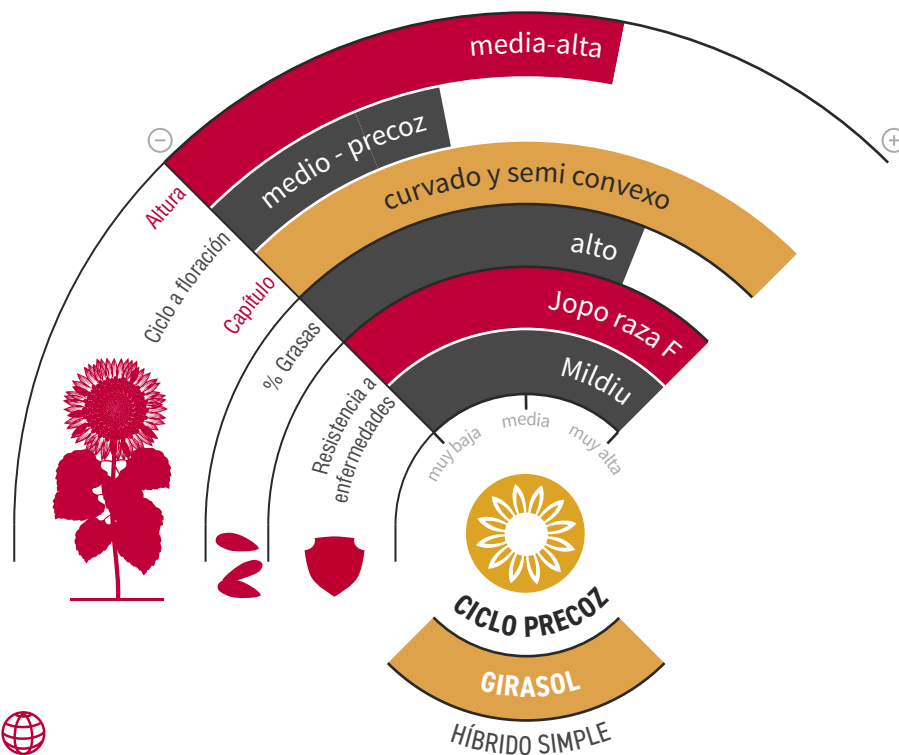 media-alta
medio - precoz
curvado y semi convexo
alto
Jopo raza F
Mildiu
Altura
Ciclo a floración
Capítulo
% Grasas
Resistencia a
enfermedades
muy baja
media
muy alta
CICLO PRECOZ
GIRASOL
HÍBRIDO SIMPLE